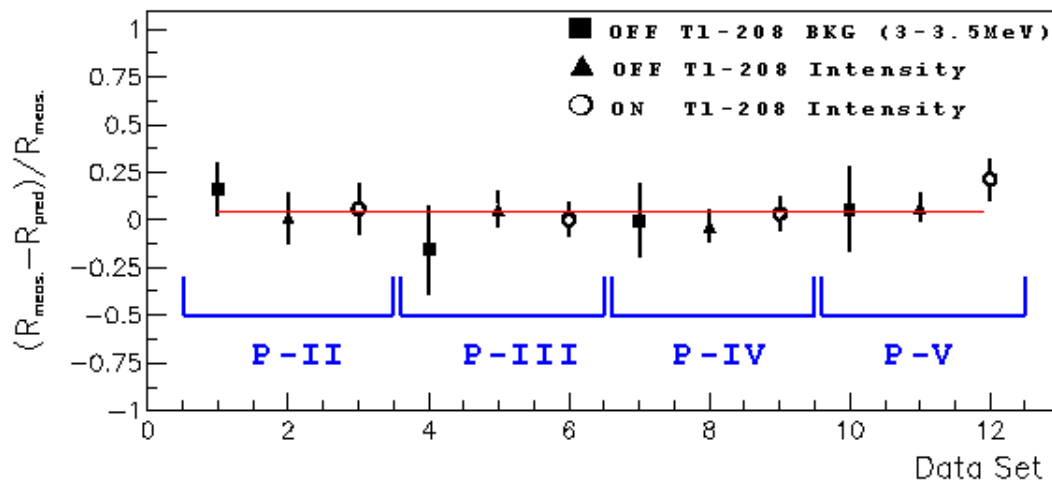 (Rmeas.−Rpred)/Rmeas.
1
0.75
0.5
0.25
0
−0.25
−0.5
−0.75
−1
OFF Tl-208 BKG (3-3.5MeV)
OFF Tl-208 Intensity
ON Tl-208 Intensity
P-II
P-III
P-IV
P-V
0
2
4
6
8
10
12
Data Set